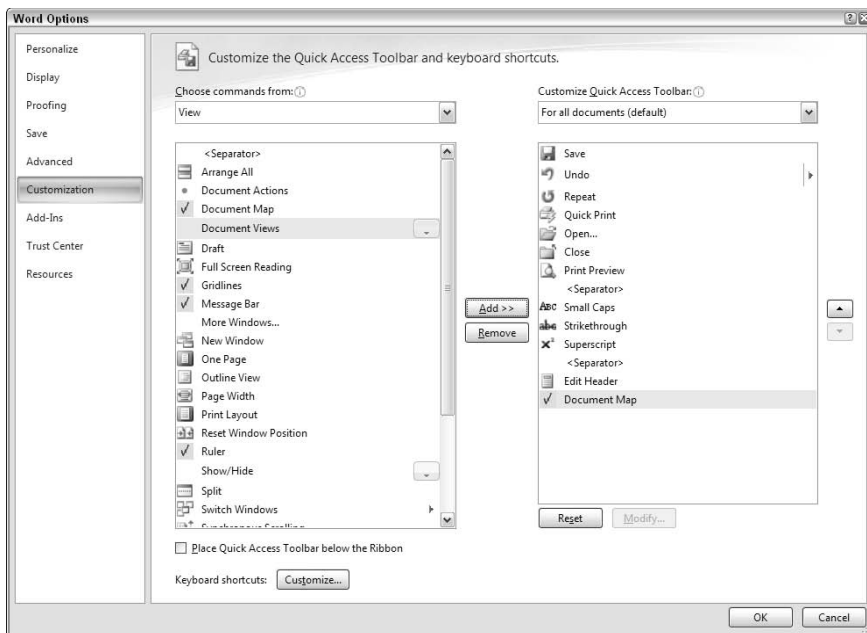 Word Options
Personalize
Display
Proofing
Save
Advanced
Customization
Add-Ins
Trust Center
Resources
Customize the Quick Access Toolbar and keyboard shortcuts.
Choose commands from:
View
<Separator>
Arrange All
Document Actions
Document Map
Document Views
Draft
Full Screen Reading
Gridlines
Message Bar
More Windows...
New Window
One Page
Outline View
Page Width
Print Layout
Reset Window Position
Ruler
Show/Hide
Split
Switch Windows
Synchronous Scrolling
Add >>
Remove
Customize Quick Access Toolbar:
For all documents (default)
Save
Undo
Repeat
Quick Print
Open...
Close
Print Preview
<Separator>
ABC Small Caps
abc Strikethrough
x² Superscript
<Separator>
Edit Header
Document Map
Reset
Modify...
Place Quick Access Toolbar below the Ribbon
Keyboard shortcuts: Customize...
OK
Cancel